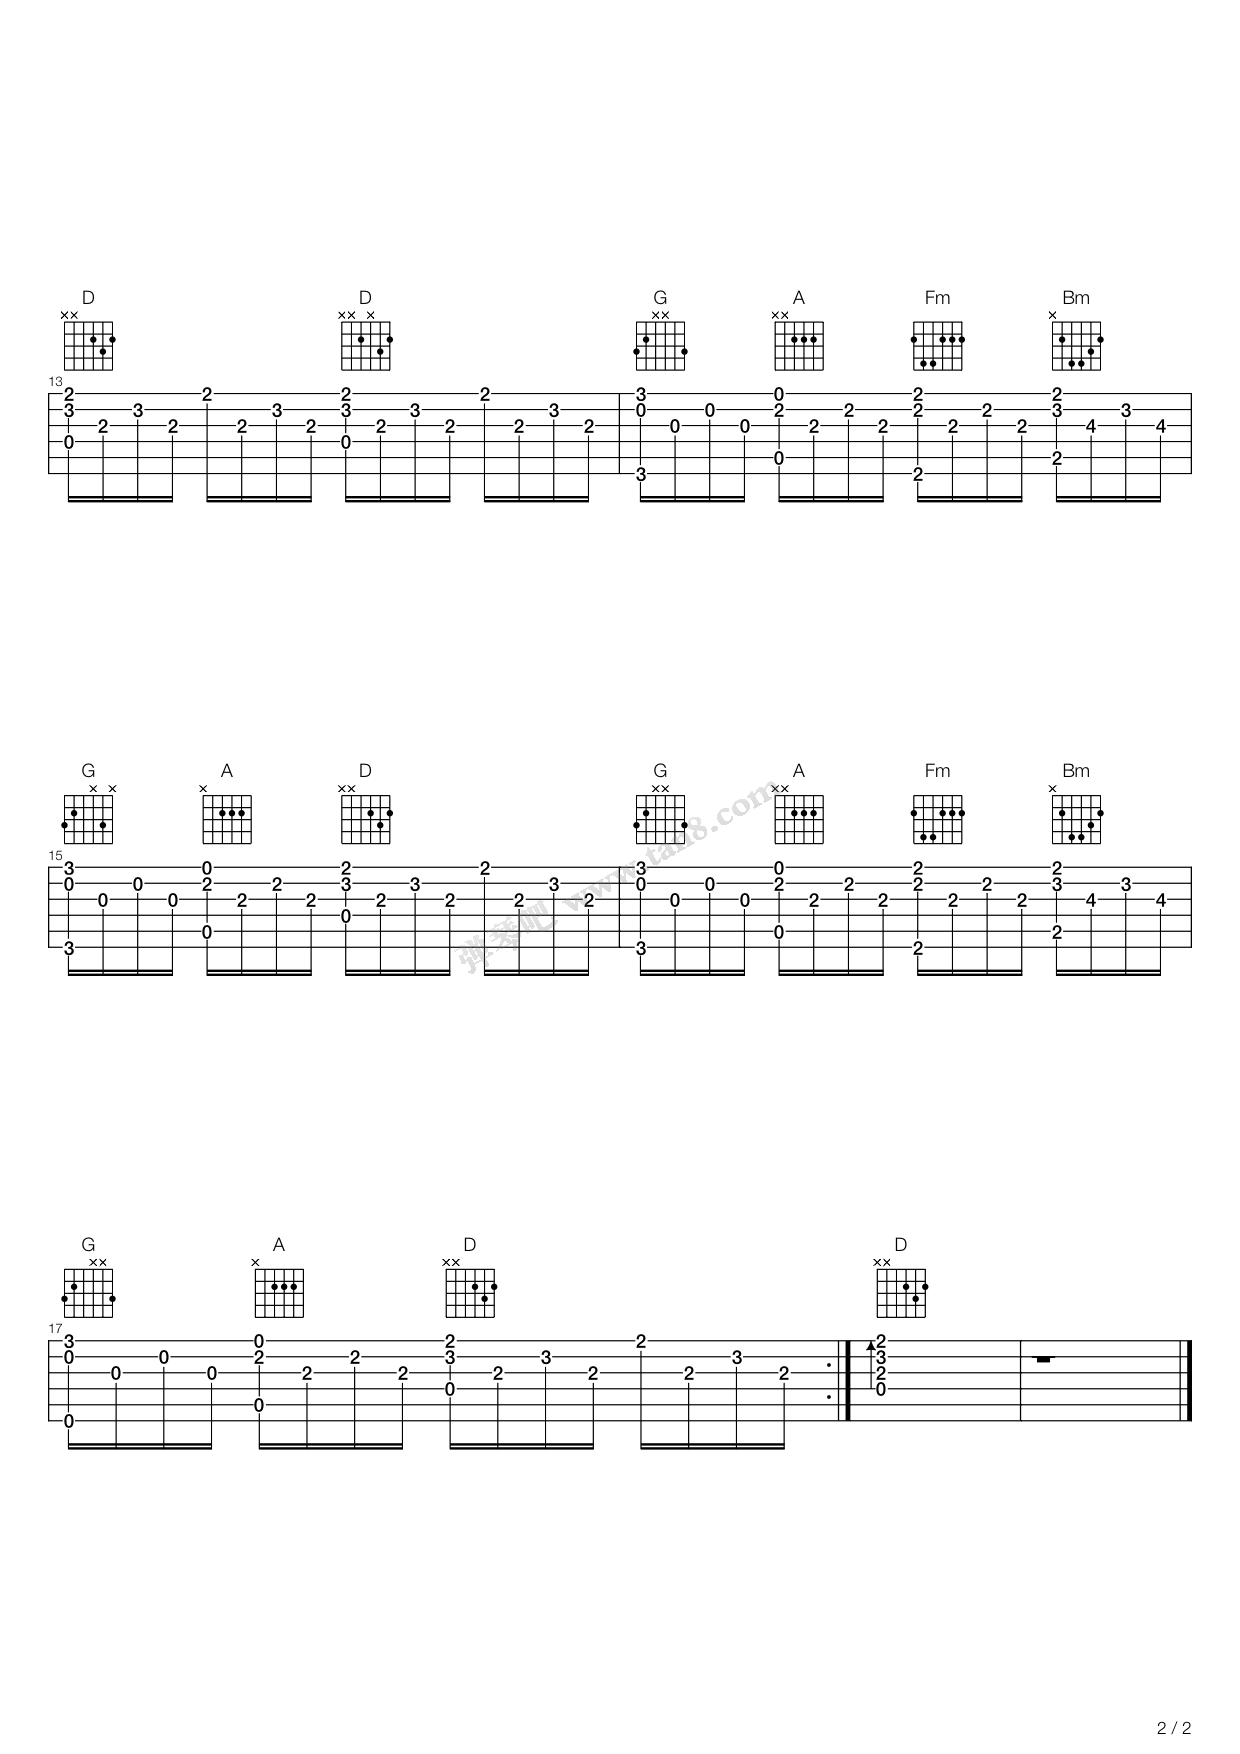 D D G A Fm Bm
13
2 2 2 2 3 0 2 2 2
3 3 3 3 3 3 0 0 2 2 2 2 3 3
2 2 2 2 2 2 2 2 0 0 2 2 2 2 4 4
0 0
0 2
3 2
G A D G A Fm Bm
15
3 0 2 2 3 0 2 2
0 0 2 2 3 3 3 0 0 2 2 2 2 3 3
0 0 2 2 2 2 2 2 0 0 2 2 2 2 4 4
0
0 0 2
3 3 2
弹琴吧 www.tan8.com
G A D D
17
3 0 2 2 2
0 0 2 2 3 3 3 3
0 0 2 2 2 2 2 2 2
0 0
0
0
2 / 2